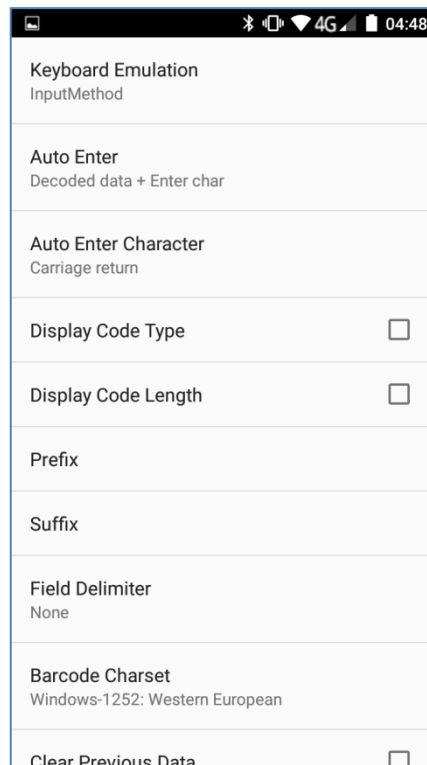 4G 04:48
Keyboard Emulation
InputMethod
Auto Enter
Decoded data + Enter char
Auto Enter Character
Carriage return
Display Code Type
Display Code Length
Prefix
Suffix
Field Delimiter
None
Barcode Charset
Windows-1252: Western European
Clear Previous Data